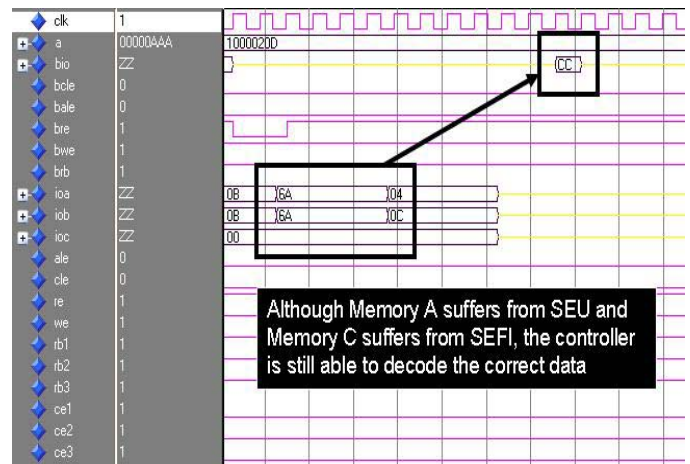 clk 1
a 00000AAA 1000020D
bio ZZ CC
bcle 0
bale 0
bre 1
bwe 1
brb 1
ioa ZZ 0B 6A 04
iob ZZ 0B 6A 0C
ioc ZZ 00
ale 0
cle 0
re 1
we 1
rb1 1
rb2 1
rb3 1
ce1 1
ce2 1
ce3 1
Although Memory A suffers from SEU and
Memory C suffers from SEFI, the controller
is still able to decode the correct data